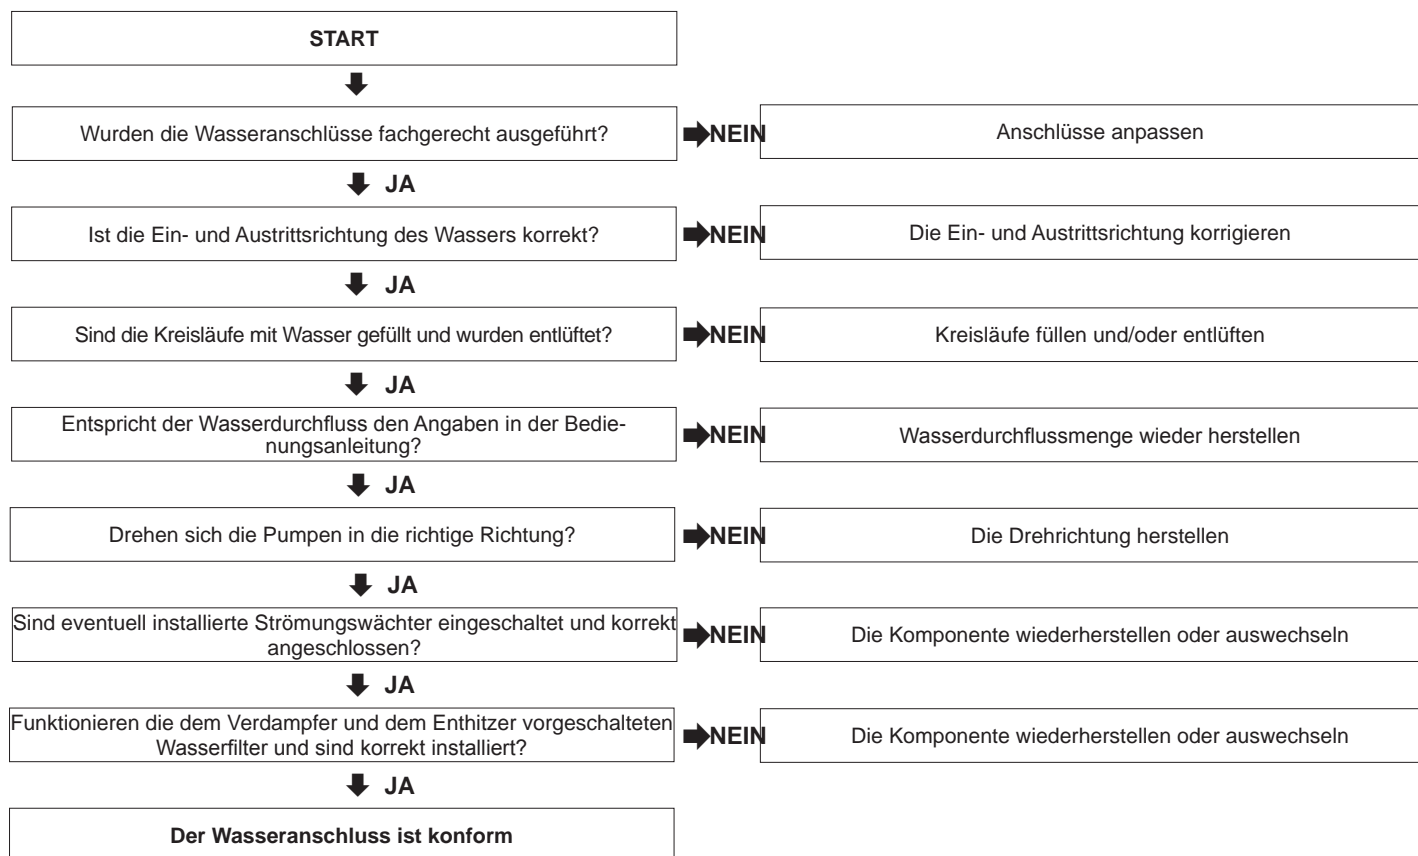 START
Wurden die Wasseranschlüsse fachgerecht ausgeführt?
NEIN
Anschlüsse anpassen
JA
Ist die Ein- und Austrittsrichtung des Wassers korrekt?
NEIN
Die Ein- und Austrittsrichtung korrigieren
JA
Sind die Kreisläufe mit Wasser gefüllt und wurden entlüftet?
NEIN
Kreisläufe füllen und/oder entlüften
JA
Entspricht der Wasserdurchfluss den Angaben in der Bedie-
nungsanleitung?
NEIN
Wasserdurchflussmenge wieder herstellen
JA
Drehen sich die Pumpen in die richtige Richtung?
NEIN
Die Drehrichtung herstellen
JA
Sind eventuell installierte Strömungswächter eingeschaltet und korrekt
angeschlossen?
NEIN
Die Komponente wiederherstellen oder auswechseln
JA
Funktionieren die dem Verdampfer und dem Enthitzer vorgeschalteten
Wasserfilter und sind korrekt installiert?
NEIN
Die Komponente wiederherstellen oder auswechseln
JA
Der Wasseranschluss ist konform